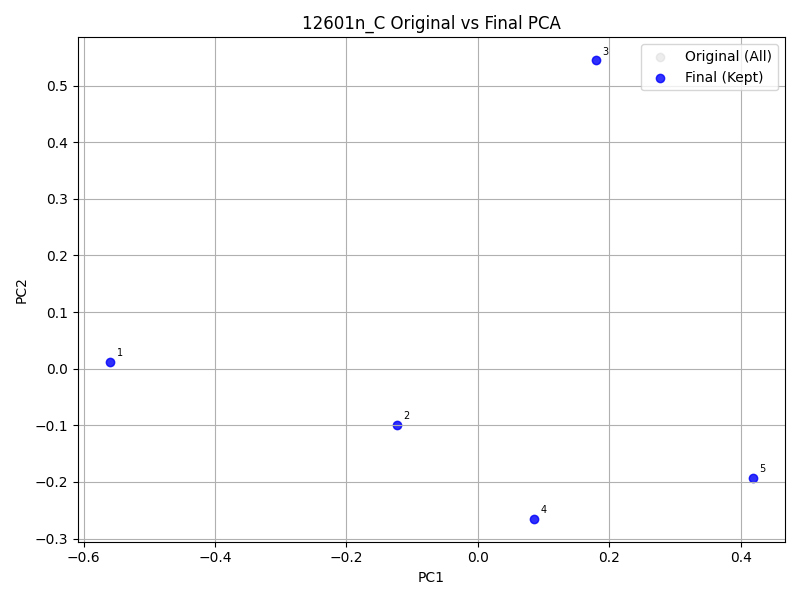 12601n_C Original vs Final PCA
Original (All)
Final (Kept)
3
1
2
5
4
0.5
0.4
0.3
0.2
0.1
0.0
−0.1
−0.2
−0.3
PC2
−0.6 −0.4 −0.2 0.0 0.2 0.4
PC1